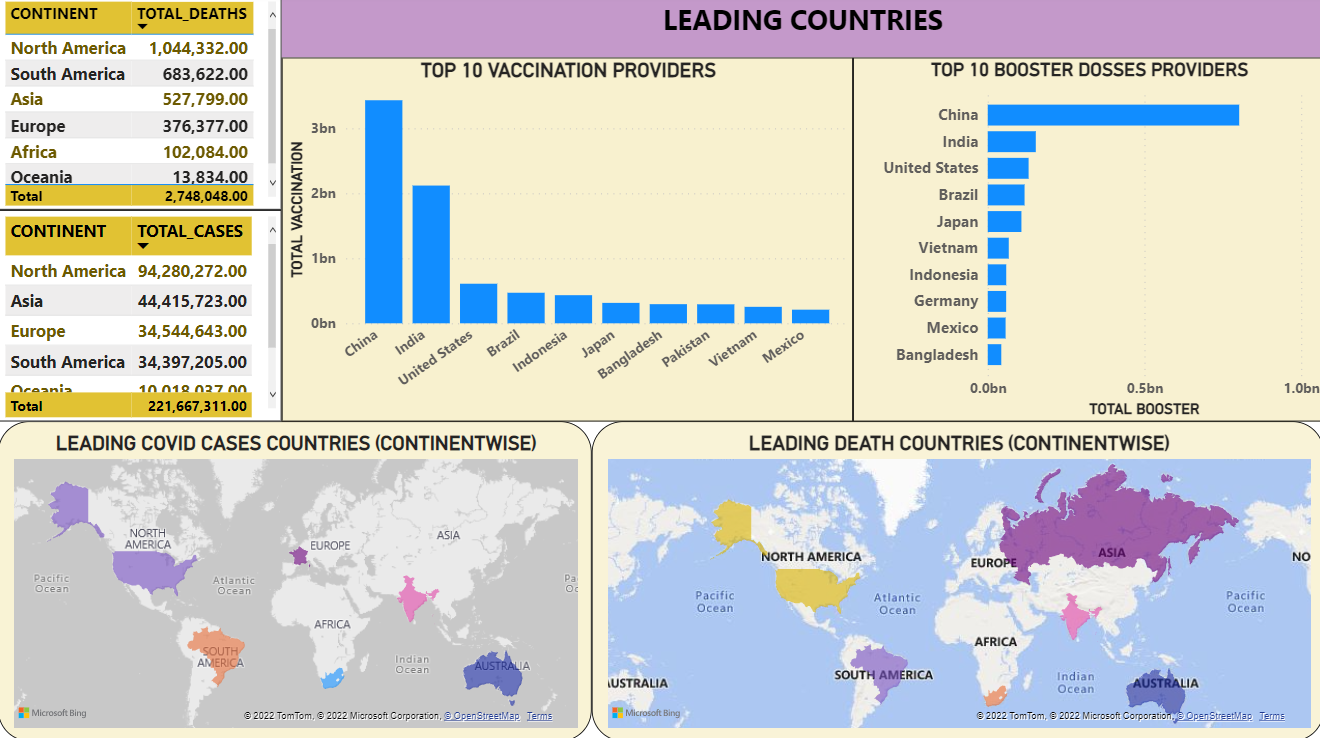 CONTINENT TOTAL_DEATHS
North America 1,044,332.00
South America 683,622.00
Asia 527,799.00
Europe 376,377.00
Africa 102,084.00
Oceania 13,834.00
Total 2,748,048.00
CONTINENT TOTAL_CASES
North America 94,280,272.00
Asia 44,415,723.00
Europe 34,544,643.00
South America 34,397,205.00
Oceania 10,018,037.00
Total 221,667,311.00
LEADING COUNTRIES
TOP 10 VACCINATION PROVIDERS
TOTAL VACCINATION
3bn
2bn
1bn
0bn
China
India
United States
Brazil
Indonesia
Japan
Bangladesh
Pakistan
Vietnam
Mexico
TOP 10 BOOSTER DOSSES PROVIDERS
China
India
United States
Brazil
Japan
Vietnam
Indonesia
Germany
Mexico
Bangladesh
0.0bn 0.5bn 1.0bn
TOTAL BOOSTER
LEADING COVID CASES COUNTRIES (CONTINENTWISE)
NORTH
AMERICA
EUROPE
ASIA
Pacific
Ocean
Atlantic
Ocean
Pa
Oc
AFRICA
SOUTH
AMERICA
Indian
Ocean
AUSTRALIA
Microsoft Bing
© 2022 TomTom, © 2022 Microsoft Corporation, © OpenStreetMap Terms
LEADING DEATH COUNTRIES (CONTINENTWISE)
NORTH AMERICA
EUROPE
ASIA
NO
Pacific
Ocean
Atlantic
Ocean
Pacific
Ocean
AFRICA
SOUTH AMERICA
Indian
Ocean
AUSTRALIA
AUSTRALIA
Microsoft Bing
© 2022 TomTom, © 2022 Microsoft Corporation, © OpenStreetMap Terms